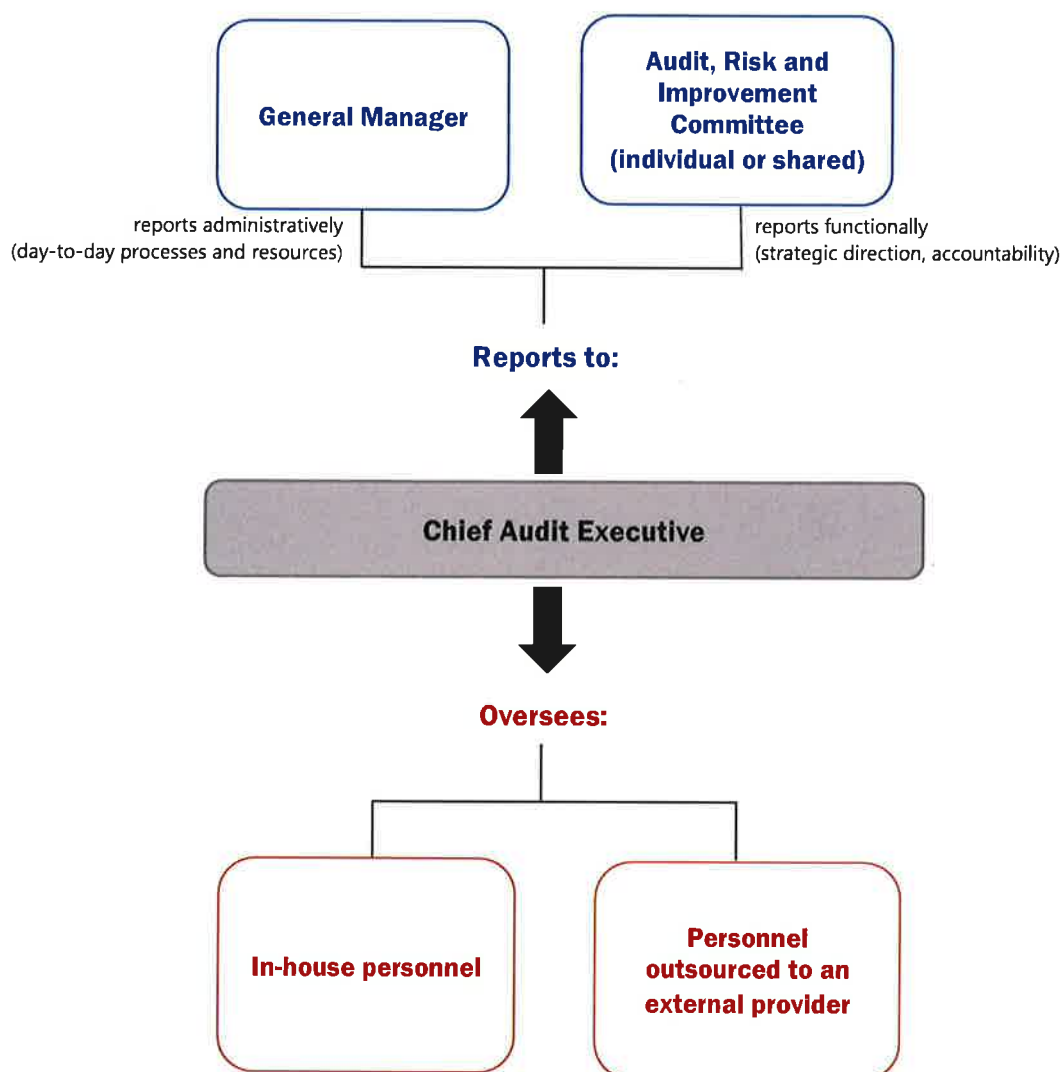 General Manager
Audit, Risk and
Improvement
Committee
(individual or shared)
reports administratively
(day-to-day processes and resources)
reports functionally
(strategic direction, accountability)
Reports to:
Chief Audit Executive
Oversees:
In-house personnel
Personnel
outsourced to an
external provider